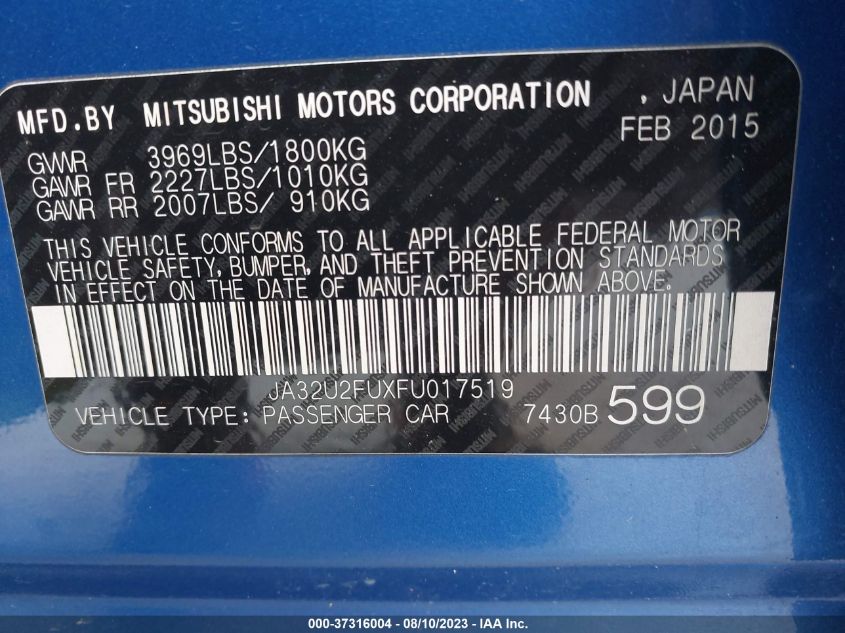 MFD.BY MITSUBISHI MOTORS CORPORATION , JAPAN
FEB 2015
GVWR 3969LBS/1800KG
GAWR FR 2227LBS/1010KG
GAWR RR 2007LBS/ 910KG
THIS VEHICLE CONFORMS TO ALL APPLICABLE FEDERAL MOTOR
VEHICLE SAFETY, BUMPER, AND THEFT PREVENTION STANDARDS
IN EFFECT ON THE DATE OF MANUFACTURE SHOWN ABOVE.
JA32U2FUXFU017519
VEHICLE TYPE: PASSENGER CAR 7430B 599
000-37316004 - 08/10/2023 - IAA Inc.